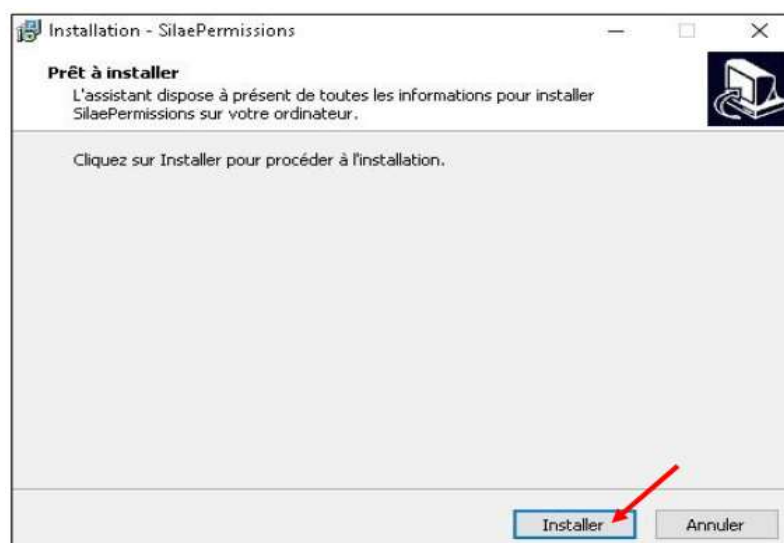 Installation - SilaePermissions
Prêt à installer
L'assistant dispose à présent de toutes les informations pour installer
SilaePermissions sur votre ordinateur.
Cliquez sur Installer pour procéder à l'installation.
Installer
Annuler